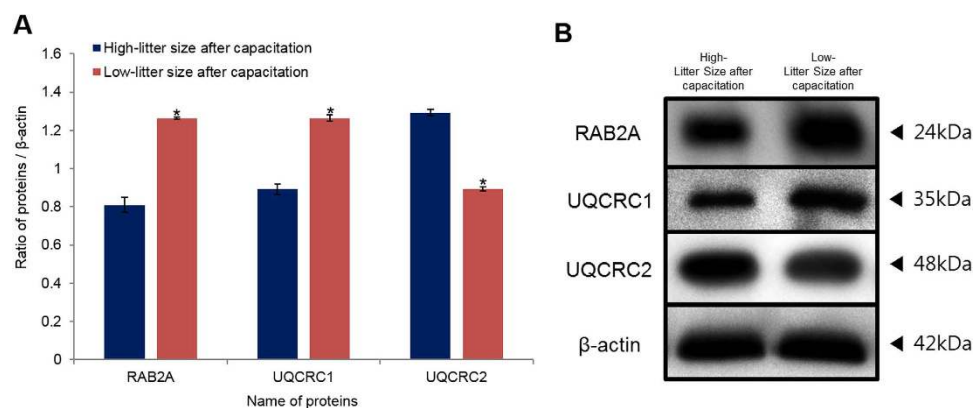 A
High-litter size after capacitation
Low-litter size after capacitation
1.6
1.4
1.2
1
0.8
0.6
0.4
0.2
0
Ratio of proteins / β-actin
*
*
*
RAB2A UQCRC1 UQCRC2
Name of proteins
B
High-
Litter Size after
capacitation
Low-
Litter Size after
capacitation
RAB2A ◄ 24kDa
UQCRC1 ◄ 35kDa
UQCRC2 ◄ 48kDa
β-actin ◄ 42kDa